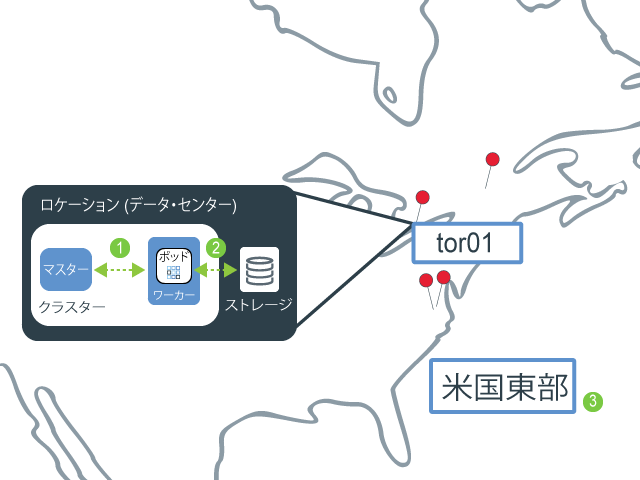 ロケーション (データ・センター)
1
2
ポッド
マスター
ワーカー
クラスター
ストレージ
tor01
米国東部
3